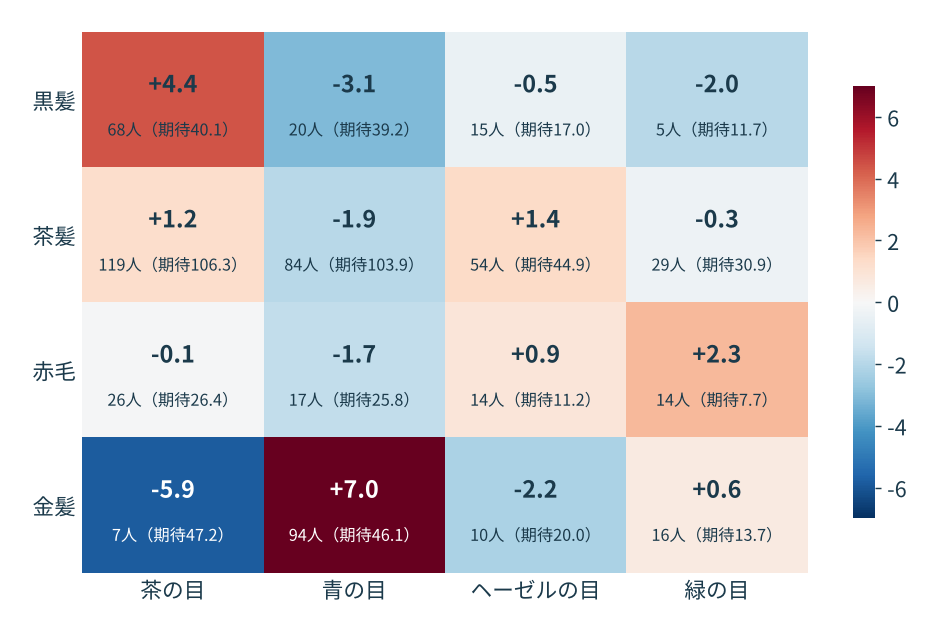 黒髪
+4.4
68人（期待40.1）
-3.1
20人（期待39.2）
-0.5
15人（期待17.0）
-2.0
5人（期待11.7）
茶髪
+1.2
119人（期待106.3）
-1.9
84人（期待103.9）
+1.4
54人（期待44.9）
-0.3
29人（期待30.9）
赤毛
-0.1
26人（期待26.4）
-1.7
17人（期待25.8）
+0.9
14人（期待11.2）
+2.3
14人（期待7.7）
金髪
-5.9
7人（期待47.2）
+7.0
94人（期待46.1）
-2.2
10人（期待20.0）
+0.6
16人（期待13.7）
茶の目
青の目
ヘーゼルの目
緑の目
6
4
2
0
-2
-4
-6